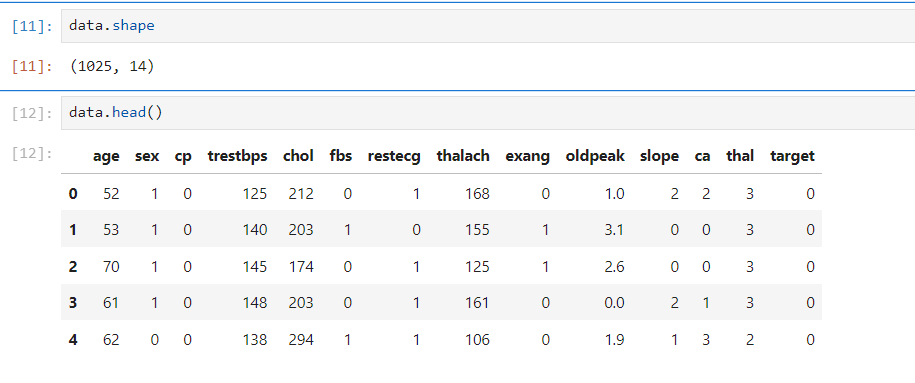 [11]: data.shape
[11]: (1025, 14)
[12]: data.head()
[12]:
age sex cp trestbps chol fbs restecg thalach exang oldpeak slope ca thal target
0 52 1 0 125 212 0 1 168 0 1.0 2 2 3 0
1 53 1 0 140 203 1 0 155 1 3.1 0 0 3 0
2 70 1 0 145 174 0 1 125 1 2.6 0 0 3 0
3 61 1 0 148 203 0 1 161 0 0.0 2 1 3 0
4 62 0 0 138 294 1 1 106 0 1.9 1 3 2 0